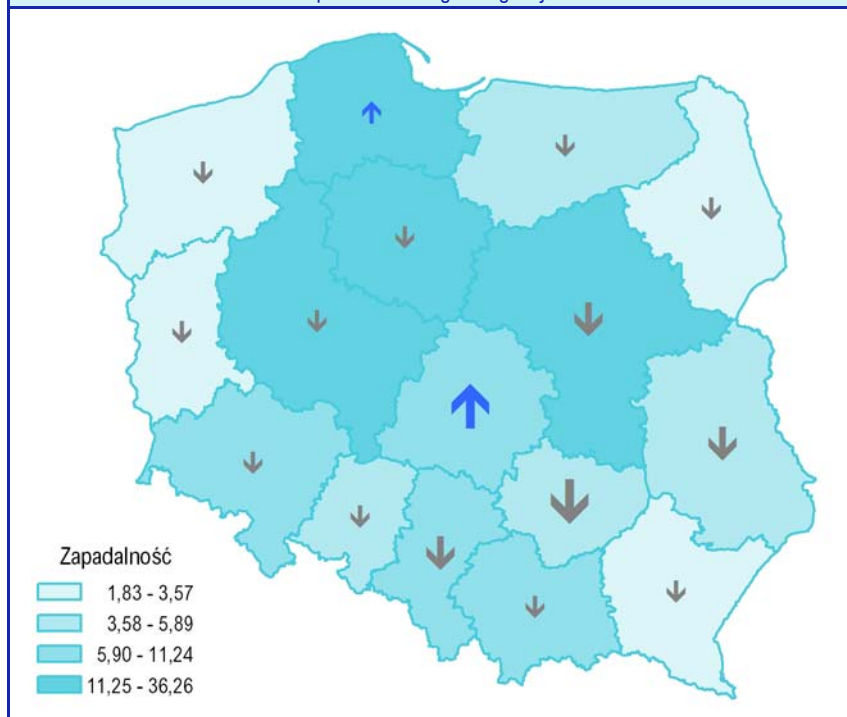 Zapadalność
1,83 - 3,57
3,58 - 5,89
5,90 - 11,24
11,25 - 36,26